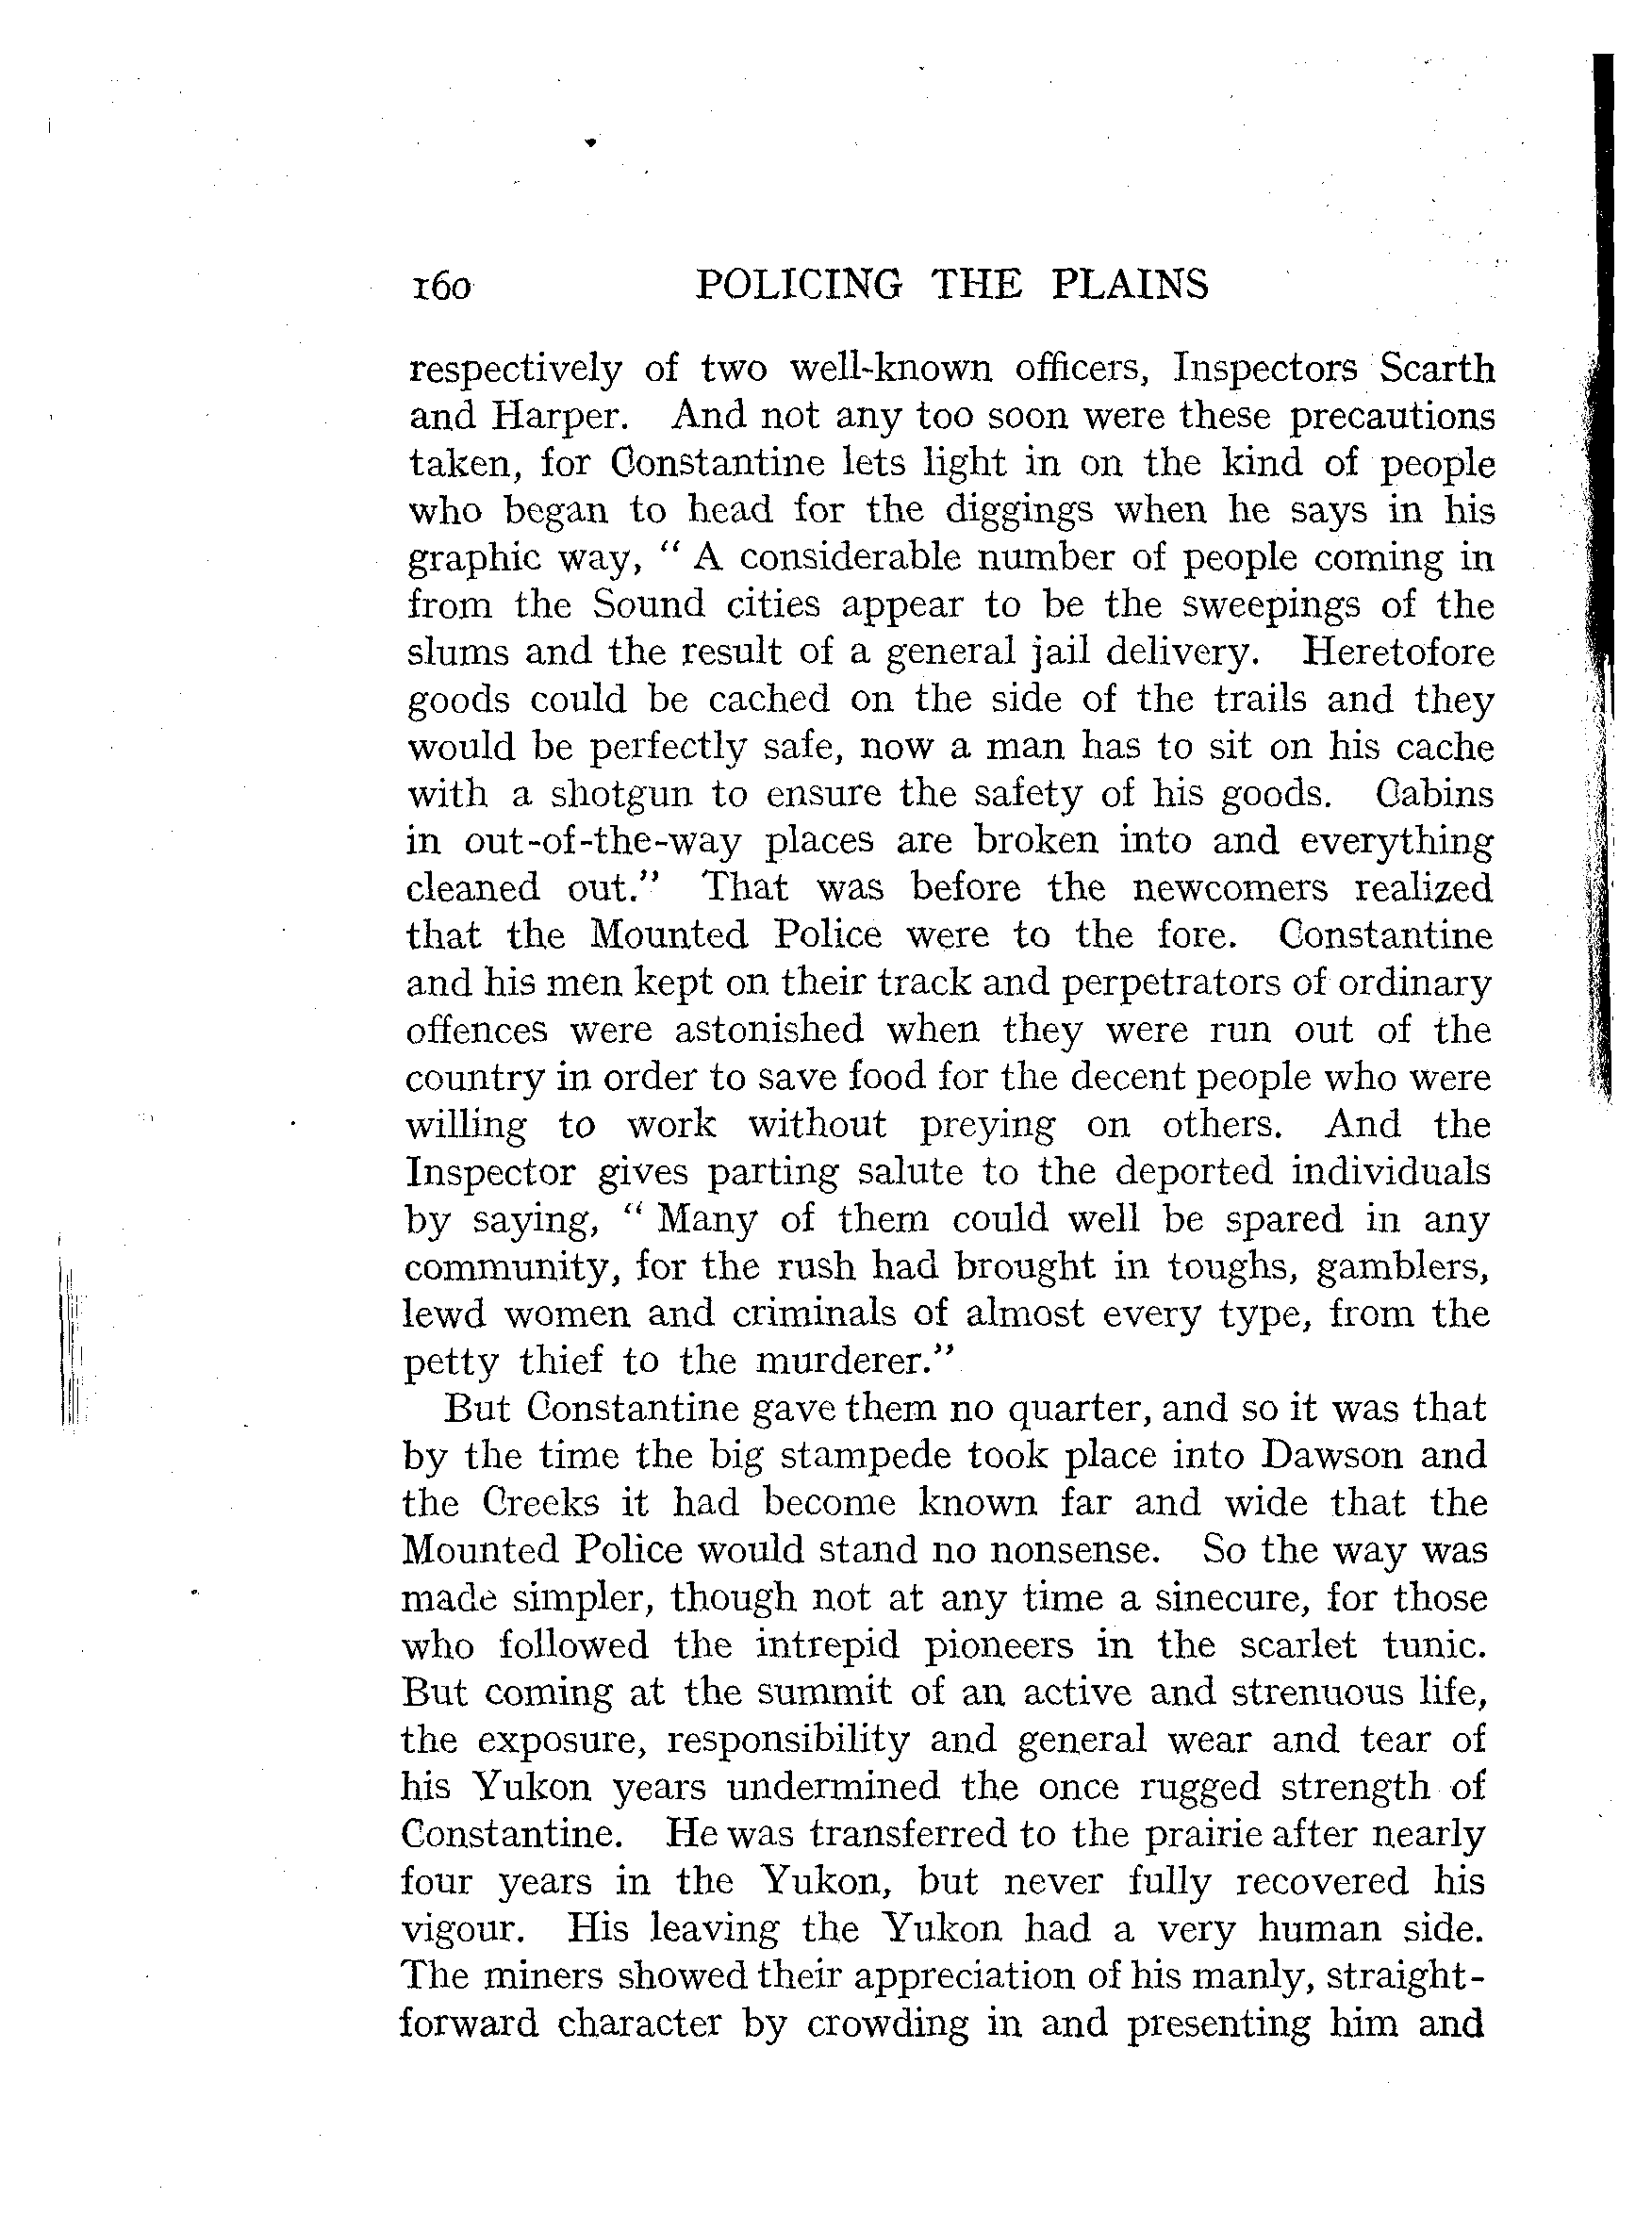 160 POLICING THE PLAINS
respectively of two well-known officers, Inspectors Scarth
and Harper. And not any too soon were these precautions
taken, for Constantine lets light in on the kind of people
who began to head for the diggings when he says in his
graphic way, " A considerable number of people coming in
from the Sound cities appear to be the sweepings of the
slums and the result of a general jail delivery. Heretofore
goods could be cached on the side of the trails and they
would be perfectly safe, now a man has to sit on his cache
with a shotgun to ensure the safety of his goods. Cabins
in out-of-the-way places are broken into and everything
cleaned out." That was before the newcomers realized
that the Mounted Police were to the fore. Constantine
and his men kept on their track and perpetrators of ordinary
offences were astonished when they were run out of the
country in order to save food for the decent people who were
willing to work without preying on others. And the
Inspector gives parting salute to the deported individuals
by saying, " Many of them could well be spared in any
community, for the rush had brought in toughs, gamblers,
lewd women and criminals of almost every type, from the
petty thief to the murderer."
But Constantine gave them no quarter, and so it was that
by the time the big stampede took place into Dawson and
the Creeks it had become known far and wide that the
Mounted Police would stand no nonsense. So the way was
made simpler, though not at any time a sinecure, for those
who followed the intrepid pioneers in the scarlet tunic.
But coming at the summit of an active and strenuous life,
the exposure, responsibility and general wear and tear of
his Yukon years undermined the once rugged strength of
Constantine. He was transferred to the prairie after nearly
four years in the Yukon, but never fully recovered his
vigour. His leaving the Yukon had a very human side.
The miners showed their appreciation of his manly, straight-
forward character by crowding in and presenting him and